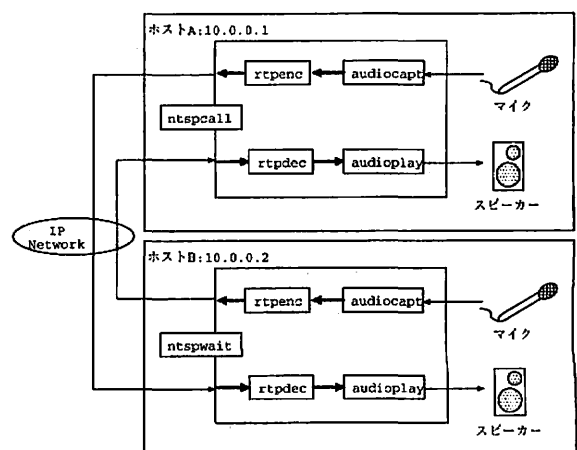 ホストA:10.0.0.1
rtpenc
audiocapt
マイク
ntspcall
rtpdec
audioplay
スピーカー
IP
Network
ホストB:10.0.0.2
rtpenc
audiocapt
マイク
ntspwait
rtpdec
audioplay
スピーカー